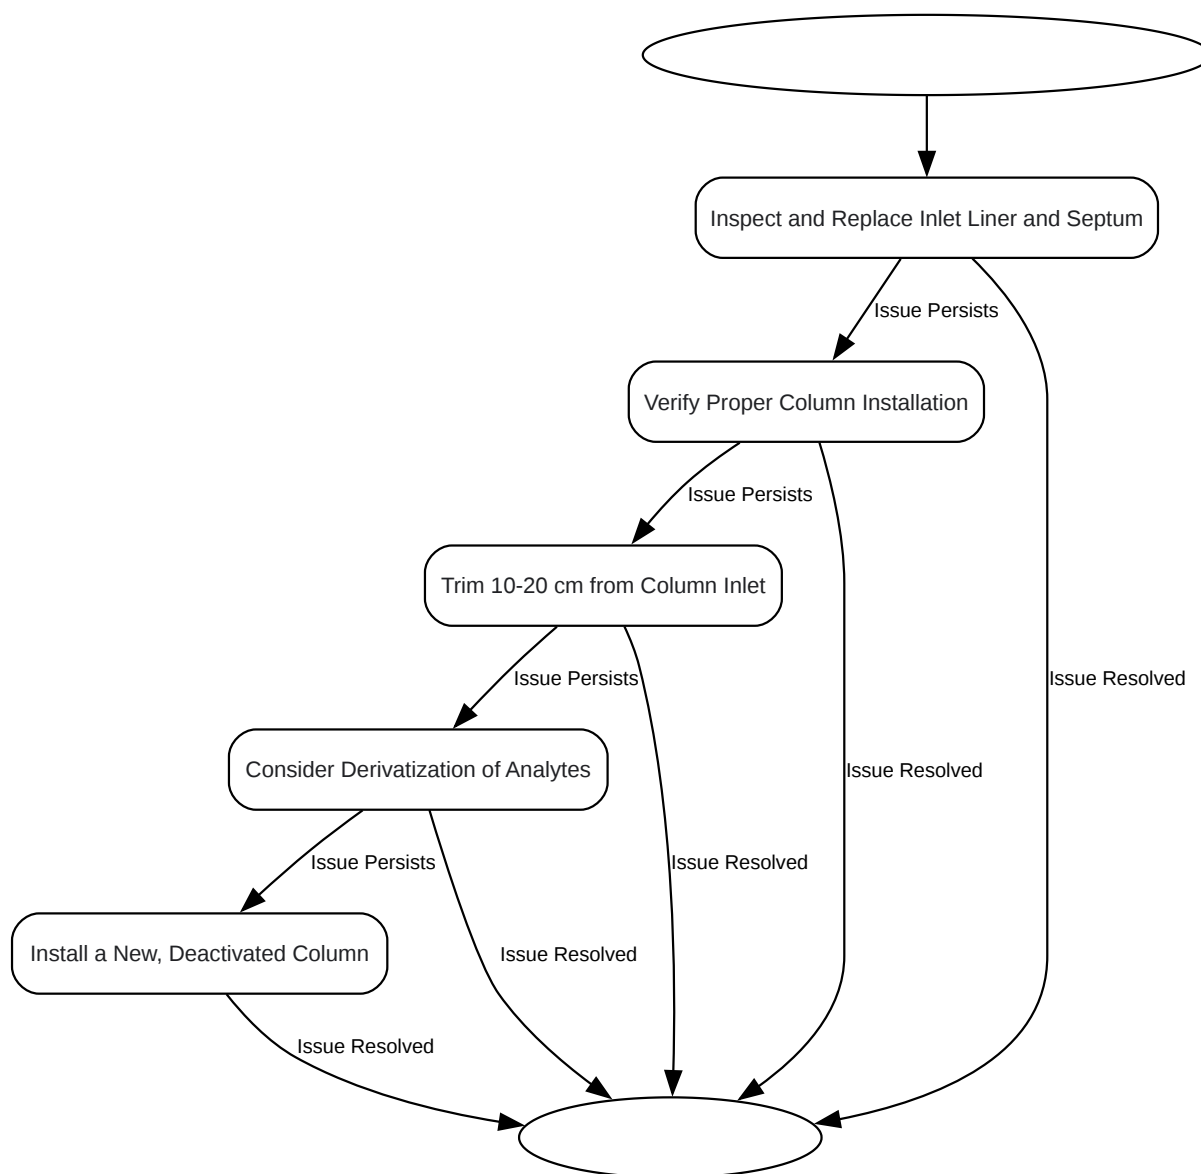 Inspect and Replace Inlet Liner and Septum
Issue Persists
Verify Proper Column Installation
Issue Persists
Trim 10-20 cm from Column Inlet
Issue Persists
Issue Resolved
Consider Derivatization of Analytes
Issue Resolved
Issue Persists
Issue Resolved
Install a New, Deactivated Column
Issue Resolved
Issue Resolved